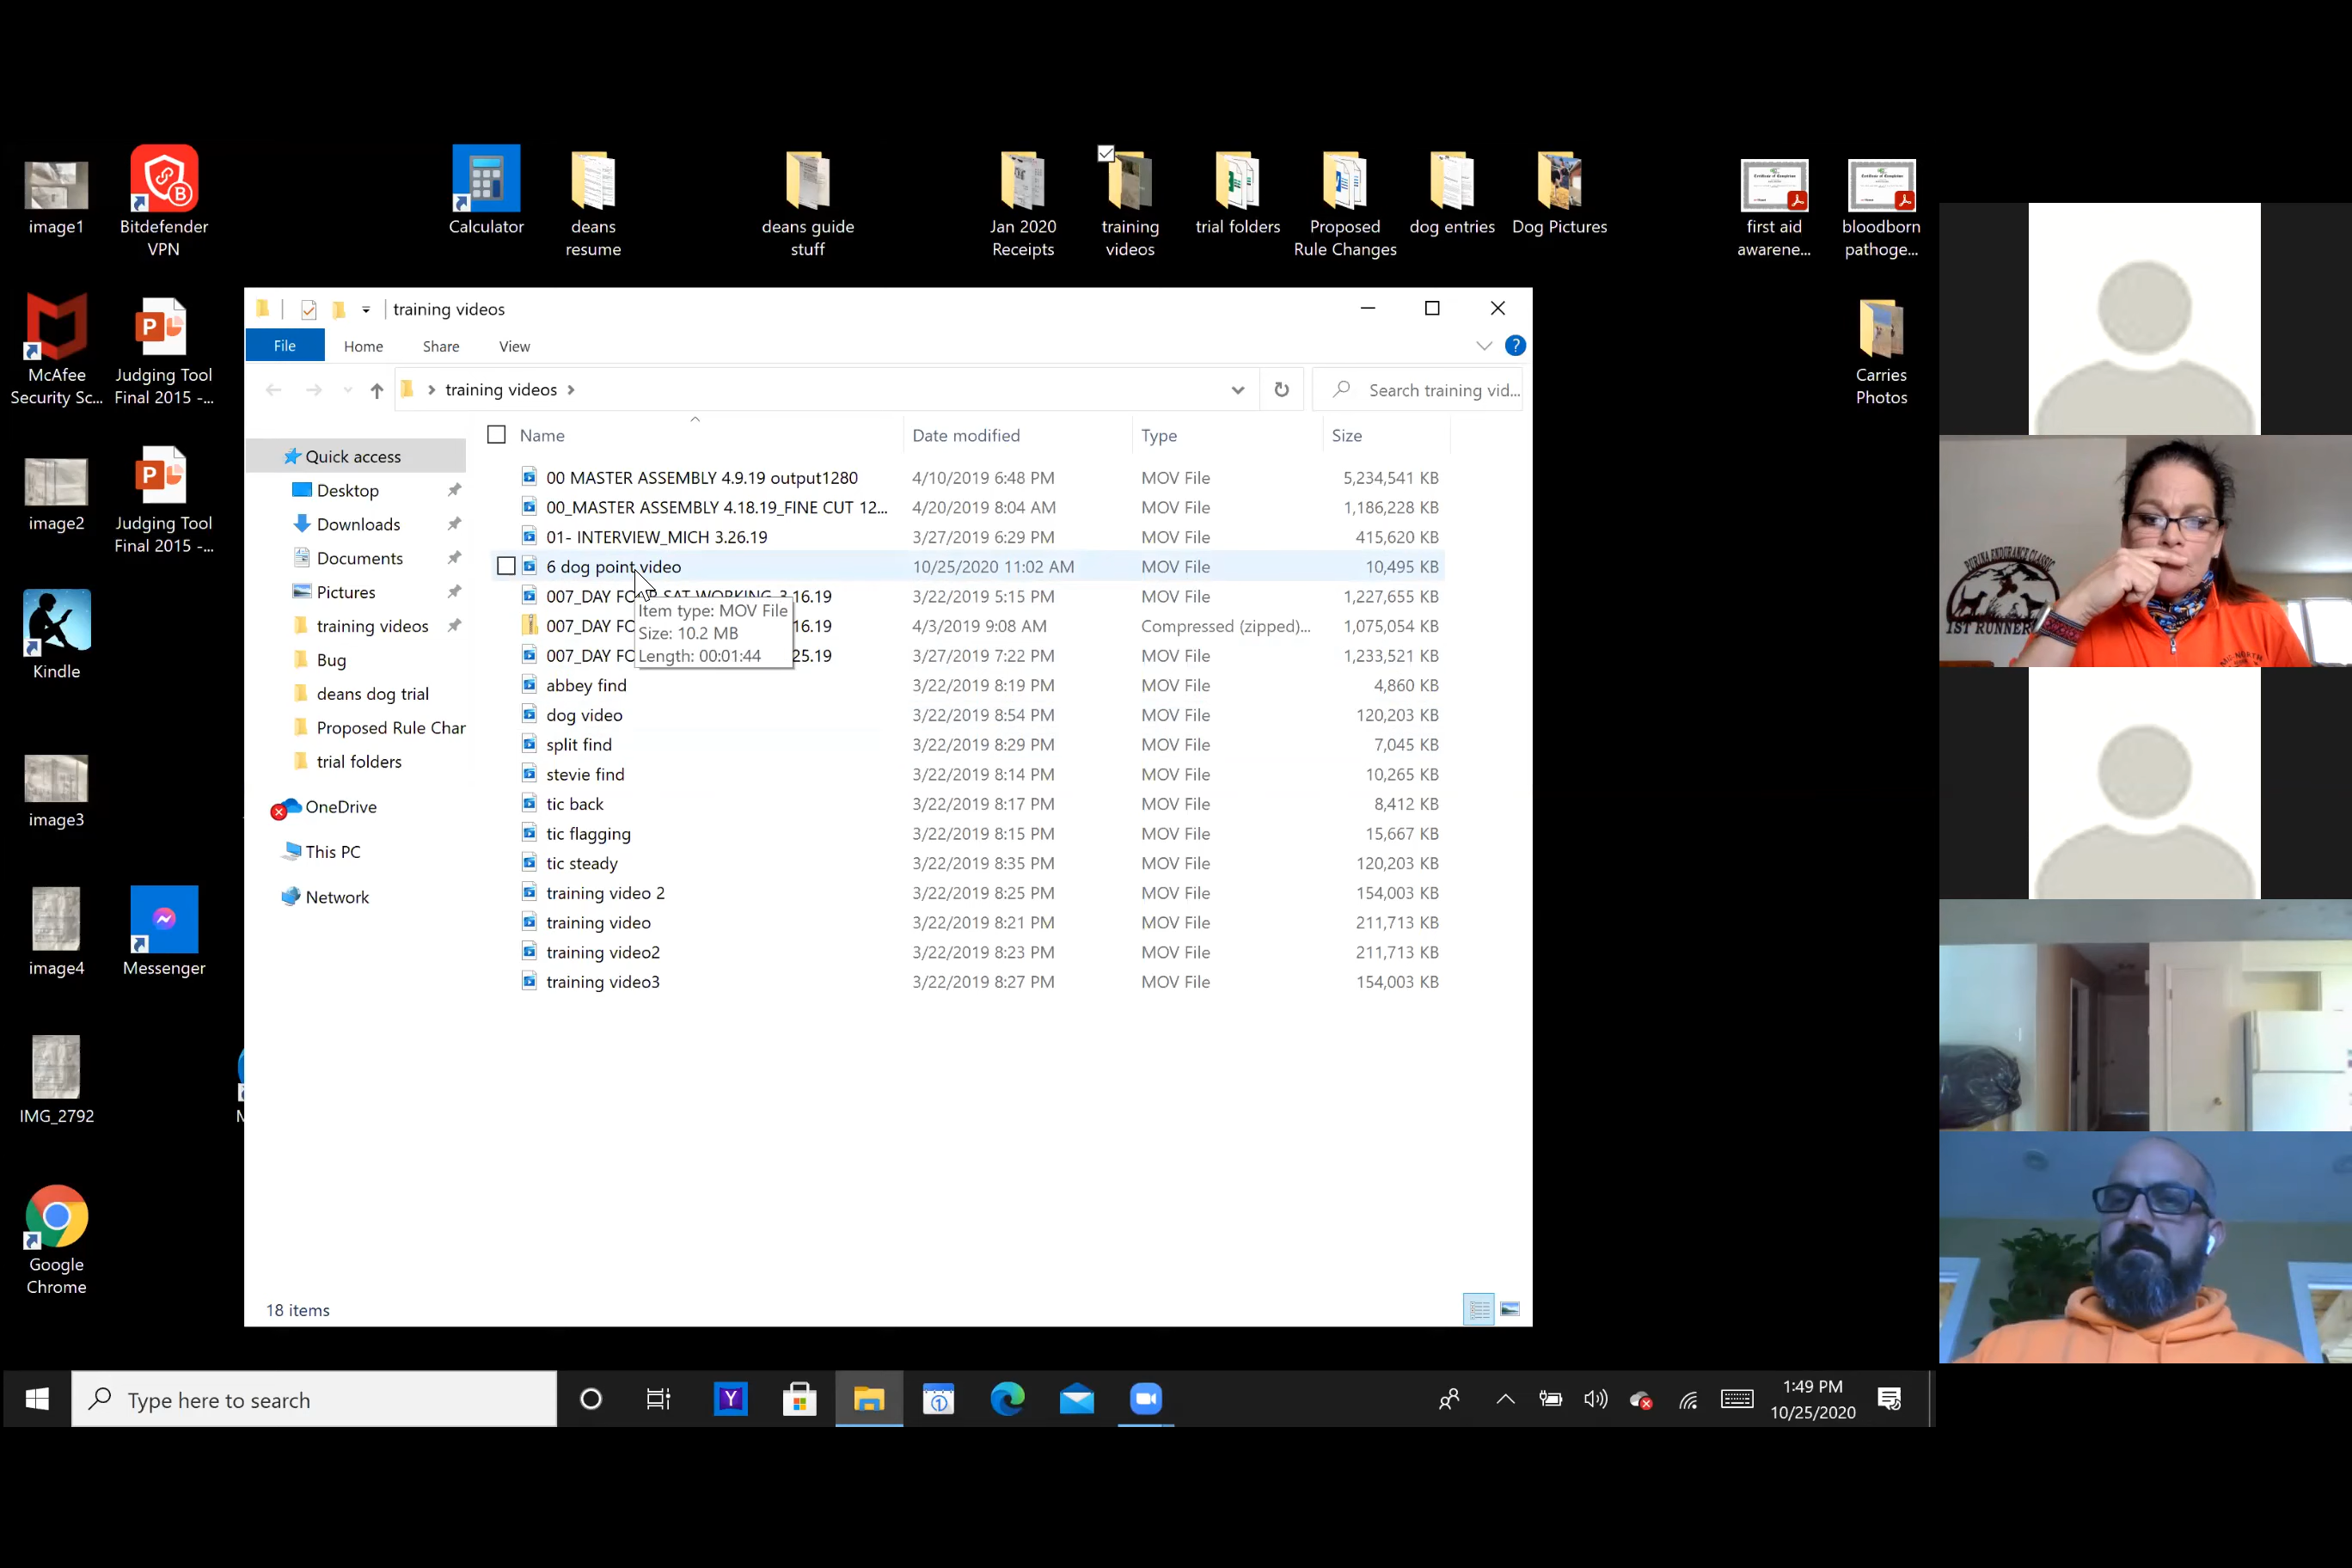 image1
Bitdefender
VPN
Calculator
deans
resume
deans guide
stuff
Jan 2020
Receipts
training
videos
trial folders
Proposed
Rule Changes
dog entries
Dog Pictures
first aid
awarene...
bloodborn
pathoge...
McAfee
Security Sc...
Judging Tool
Final 2015 -...
Carries
Photos
image2
Judging Tool
Final 2015 -...
Kindle
image3
image4
Messenger
IMG_2792
Google
Chrome
training videos
File Home Share View
training videos
Search training vid...
Name Date modified Type Size
Quick access
Desktop
Downloads
Documents
Pictures
training videos
Bug
deans dog trial
Proposed Rule Char
trial folders
OneDrive
This PC
Network
00 MASTER ASSEMBLY 4.9.19 output1280 4/10/2019 6:48 PM MOV File 5,234,541 KB
00_MASTER ASSEMBLY 4.18.19_FINE CUT 12... 4/20/2019 8:04 AM MOV File 1,186,228 KB
01- INTERVIEW_MICH 3.26.19 3/27/2019 6:29 PM MOV File 415,620 KB
6 dog point video 10/25/2020 11:02 AM MOV File 10,495 KB
007_DAY SAT WORKING 3.16.19 3/22/2019 5:15 PM MOV File 1,227,655 KB
007_DAY FO 16.19 4/3/2019 9:08 AM Compressed (zipped)... 1,075,054 KB
007_DAY FO 25.19 3/27/2019 7:22 PM MOV File 1,233,521 KB
Item type: MOV File
Size: 10.2 MB
Length: 00:01:44
abbey find 3/22/2019 8:19 PM MOV File 4,860 KB
dog video 3/22/2019 8:54 PM MOV File 120,203 KB
split find 3/22/2019 8:29 PM MOV File 7,045 KB
stevie find 3/22/2019 8:14 PM MOV File 10,265 KB
tic back 3/22/2019 8:17 PM MOV File 8,412 KB
tic flagging 3/22/2019 8:15 PM MOV File 15,667 KB
tic steady 3/22/2019 8:35 PM MOV File 120,203 KB
training video 2 3/22/2019 8:25 PM MOV File 154,003 KB
training video 3/22/2019 8:21 PM MOV File 211,713 KB
training video2 3/22/2019 8:23 PM MOV File 211,713 KB
training video3 3/22/2019 8:27 PM MOV File 154,003 KB
18 items
PURINA ENDURANCE CLASSIC
1ST RUNNER
Type here to search
1:49 PM
10/25/2020